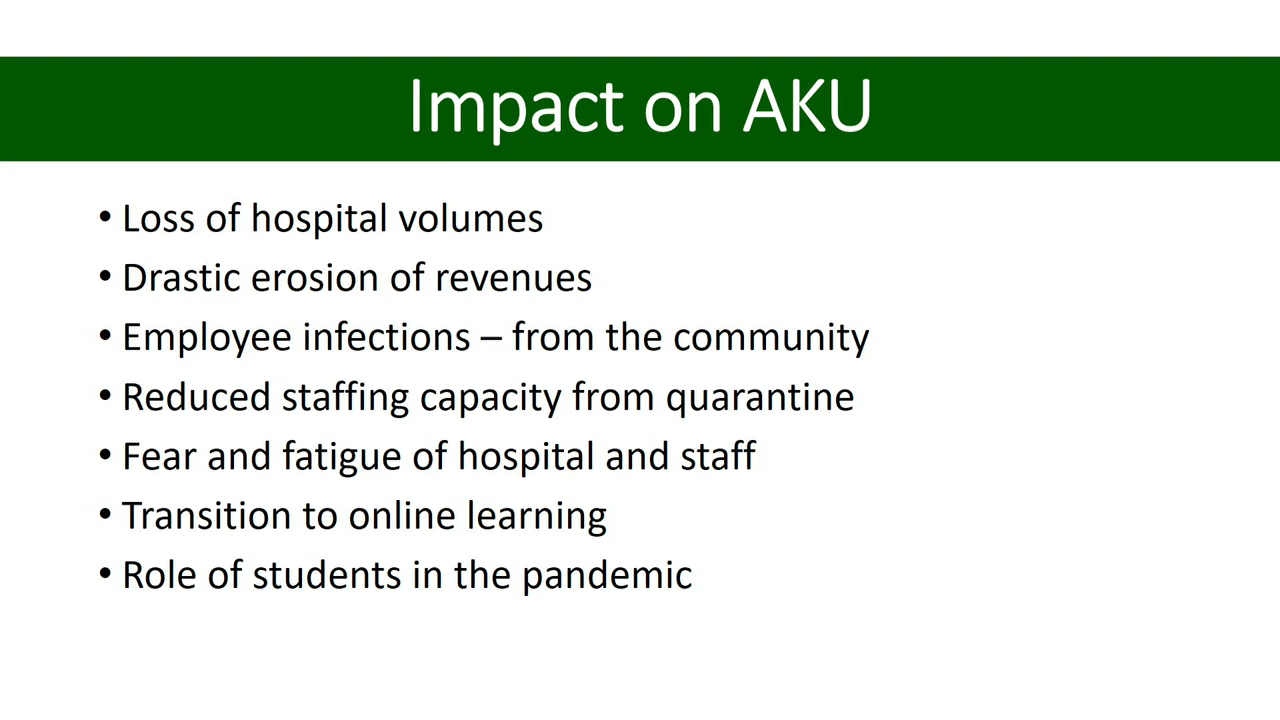 Impact on AKU
• Loss of hospital volumes
• Drastic erosion of revenues
• Employee infections – from the community
• Reduced staffing capacity from quarantine
• Fear and fatigue of hospital and staff
• Transition to online learning
• Role of students in the pandemic